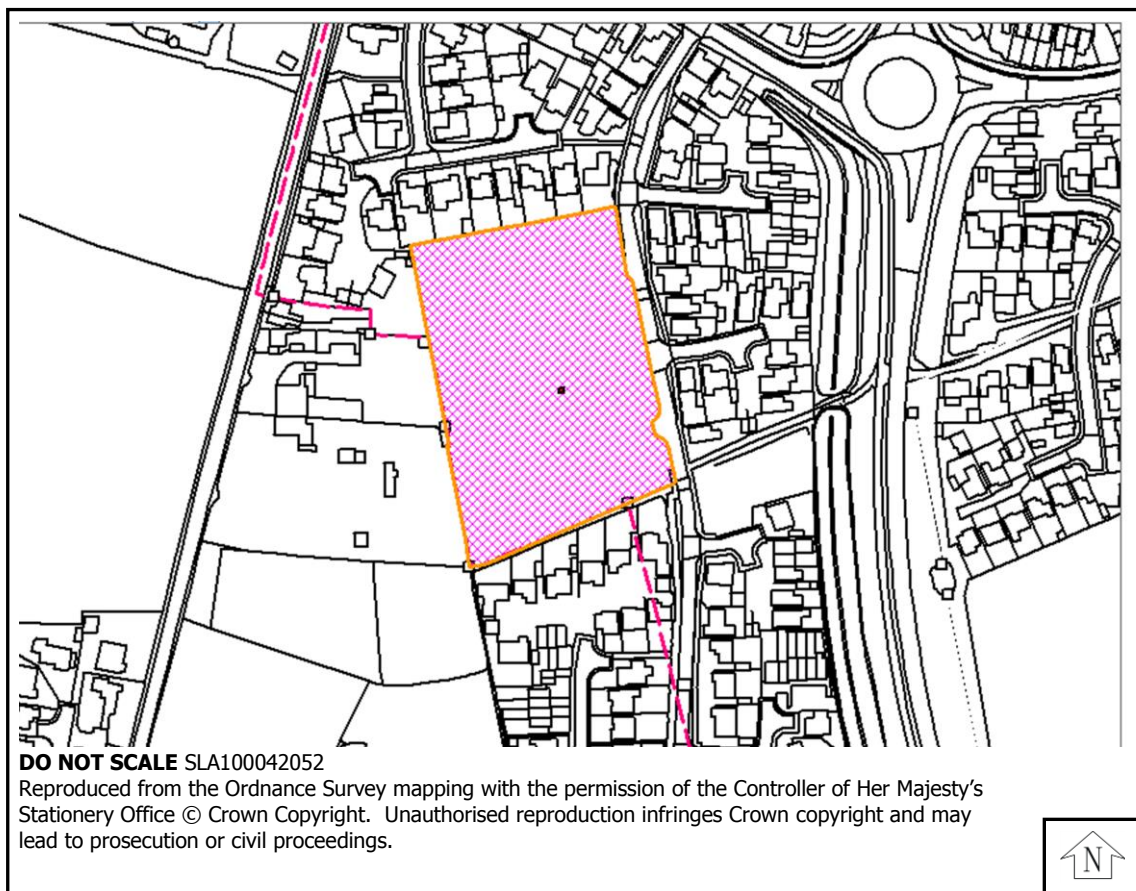 DO NOT SCALE SLA100042052
Reproduced from the Ordnance Survey mapping with the permission of the Controller of Her Majesty's
Stationery Office © Crown Copyright.  Unauthorised reproduction infringes Crown copyright and may
lead to prosecution or civil proceedings.
N